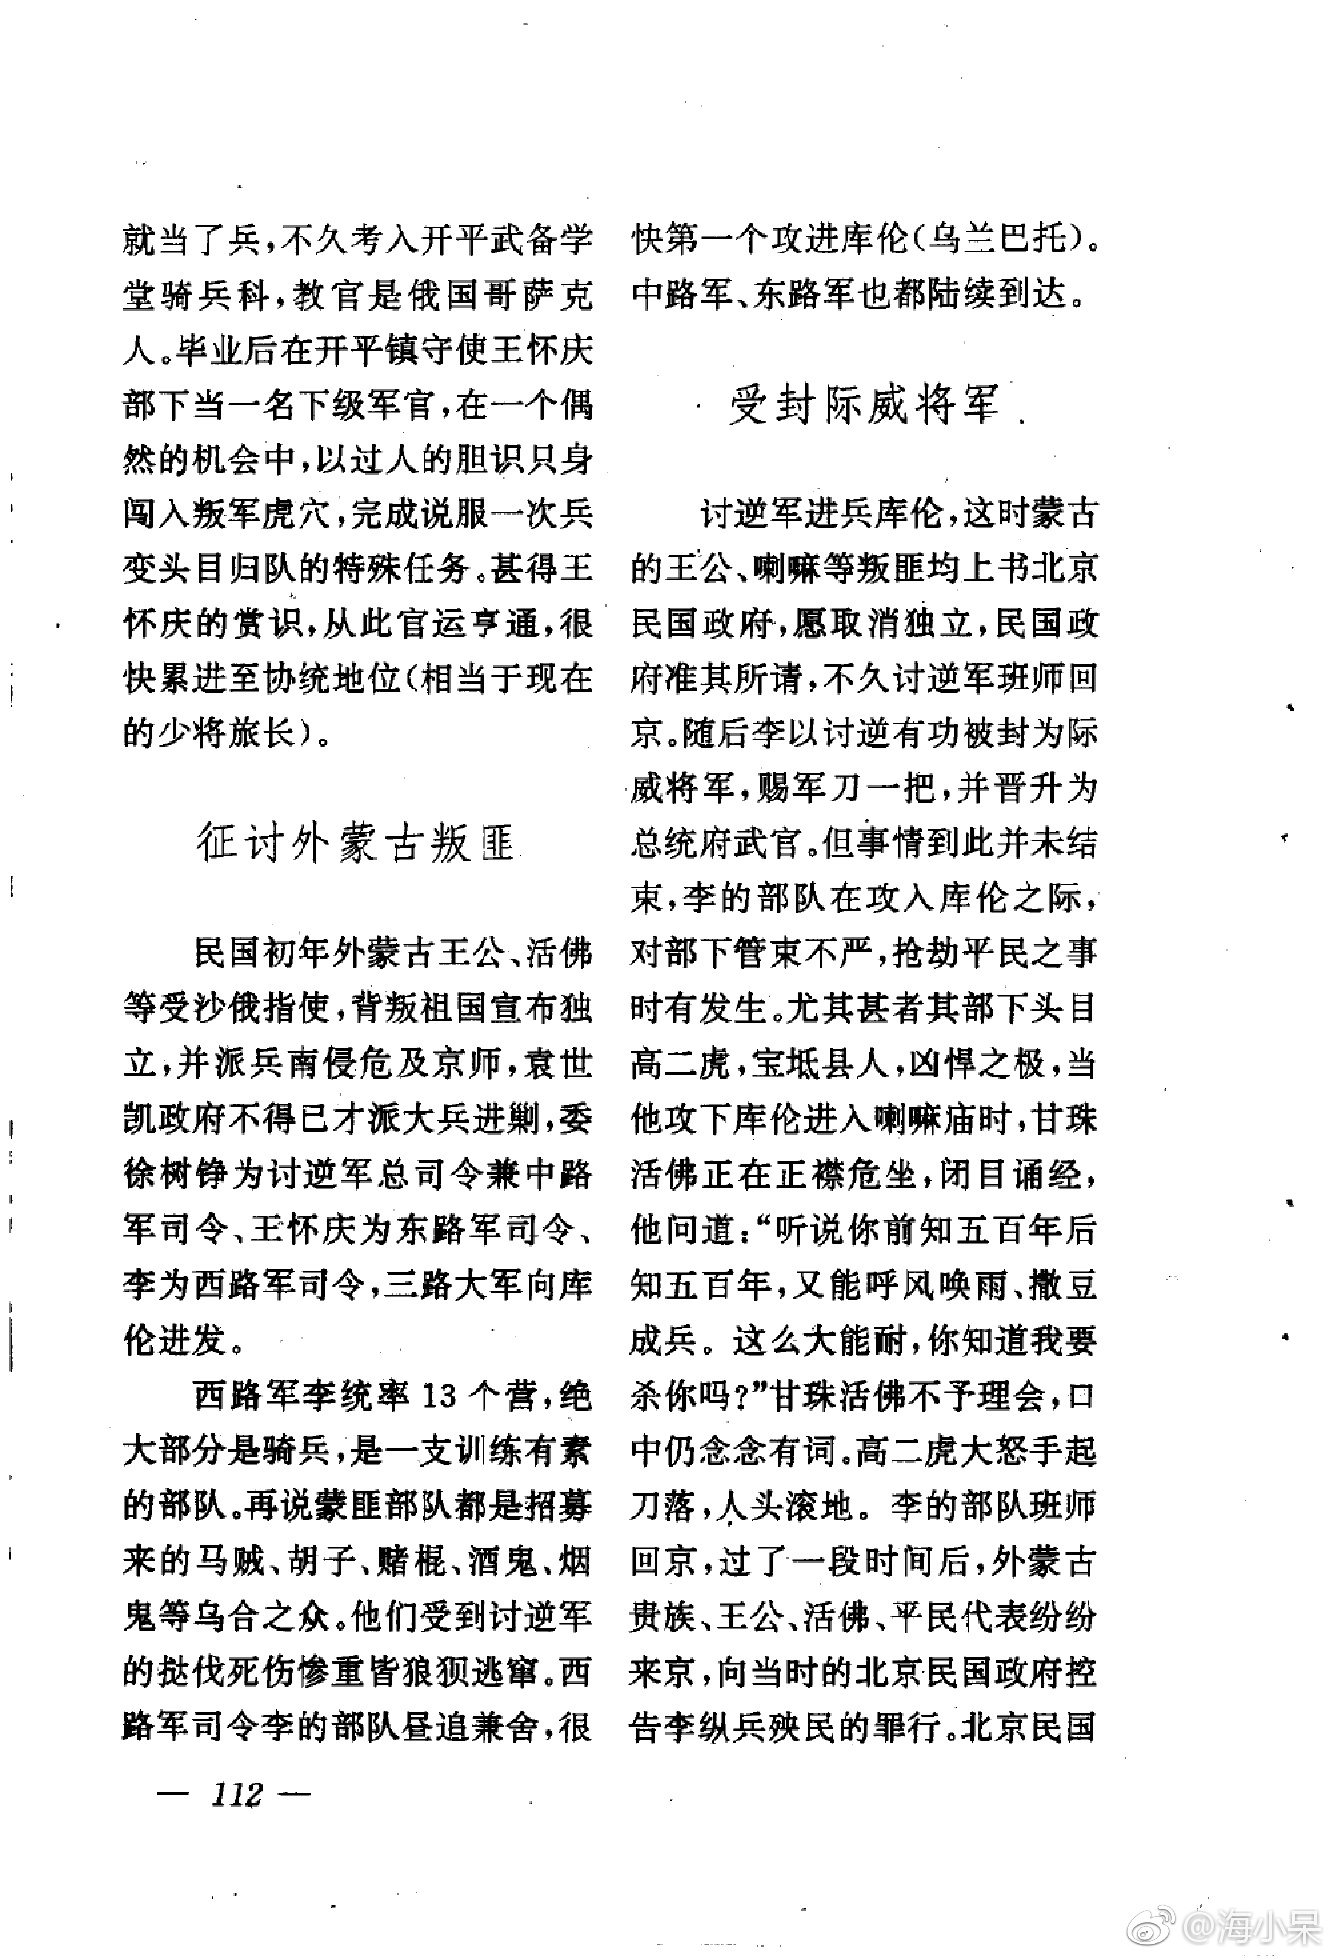 就当了兵，不久考入开平武备学
堂骑兵科，教官是俄国哥萨克
人。毕业后在开平镇守使王怀庆
部下当一名下级军官，在一个偶
然的机会中，以过人的胆识只身
闯入叛军虎穴，完成说服一次兵
变头目归队的特殊任务。甚得王
怀庆的赏识，从此官运亨通，很
快累进至协统地位（相当于现在
的少将旅长）。
征讨外蒙古叛匪
民国初年外蒙古王公、活佛
等受沙俄指使，背叛祖国宣布独
立，并派兵南侵危及京师，袁世
凯政府不得已才派大兵进剿，委
徐树铮为讨逆军总司令兼中路
军司令、王怀庆为东路军司令、
李为西路军司令，三路大军向库
伦进发。
西路军李统率13个营，绝
大部分是骑兵，是一支训练有素
的部队。再说蒙匪部队都是招募
来的马贼、胡子、赌棍、酒鬼、烟
鬼等乌合之众。他们受到讨逆军
的挞伐死伤惨重皆狼狈逃窜。西
路军司令李的部队昼追兼舍，很
快第一个攻进库伦（乌兰巴托）。
中路军、东路军也都陆续到达。
受封际威将军
讨逆军进兵库伦，这时蒙古
的王公、喇嘛等叛匪均上书北京
民国政府，愿取消独立，民国政
府准其所请，不久讨逆军班师回
京。随后李以讨逆有功被封为际
威将军，赐军刀一把，并晋升为
总统府武官。但事情到此并未结
束，李的部队在攻入库伦之际，
对部下管束不严，抢劫平民之事
时有发生。尤其甚者其部下头目
高二虎，宝坻县人，凶悍之极，当
他攻下库伦进入喇嘛庙时，甘珠
活佛正在正襟危坐，闭目诵经，
他问道：“听说你前知五百年后
知五百年，又能呼风唤雨、撒豆
成兵。这么大能耐，你知道我要
杀你吗？”甘珠活佛不予理会，口
中仍念念有词。高二虎大怒手起
刀落，人头滚地。李的部队班师
回京，过了一段时间后，外蒙古
贵族、王公、活佛、平民代表纷纷
来京，向当时的北京民国政府控
告李纵兵殃民的罪行。北京民国
— 112 —
@海小呆